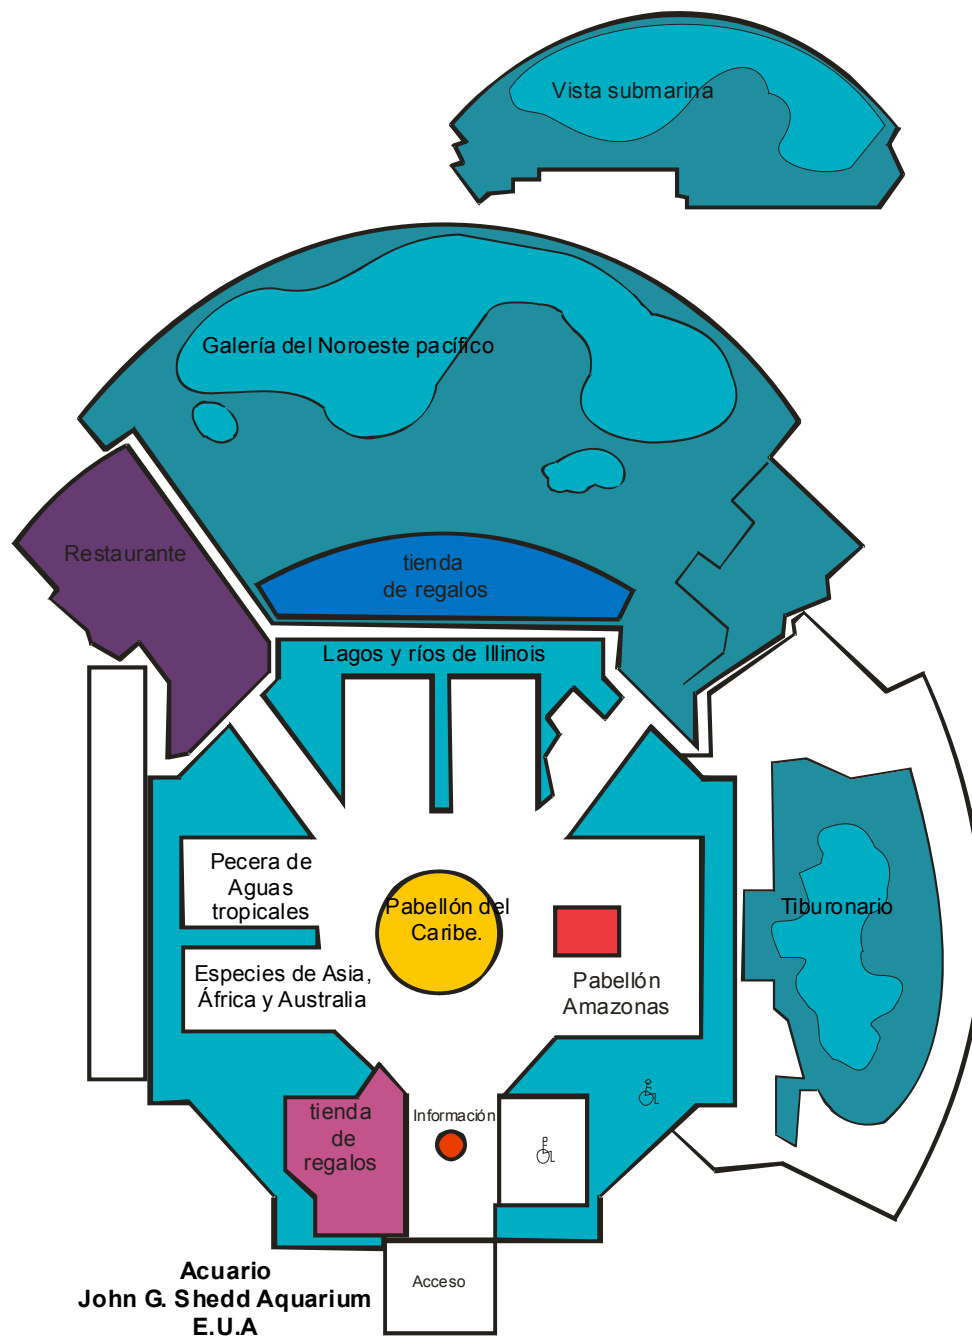 Vista submarina
Galería del Noroeste pacífico
Restaurante
tienda
de regalos
Lagos y ríos de Illinois
Pecera de
Aguas
tropicales
Pabellón del
Caribe.
Tiburonario
Especies de Asia,
África y Australia
Pabellón
Amazonas
tienda
de
regalos
Información
Acceso
Acuario
John G. Shedd Aquarium
E.U.A